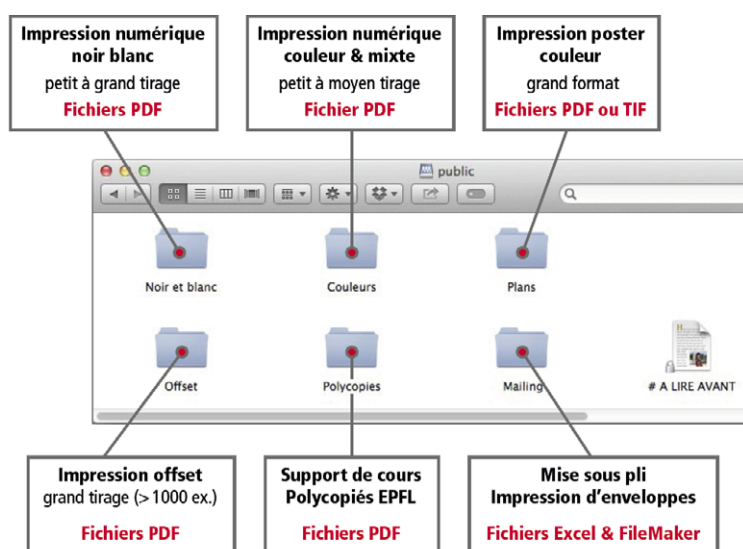 Impression numérique
noir blanc
petit à grand tirage
Fichiers PDF
Impression numérique
couleur & mixte
petit à moyen tirage
Fichier PDF
Impression poster
couleur
grand format
Fichiers PDF ou TIF
public
Noir et blanc
Couleurs
Plans
Offset
Polycopies
Mailing
# A LIRE AVANT
Impression offset
grand tirage (> 1000 ex.)
Fichiers PDF
Support de cours
Polycopiés EPFL
Fichiers PDF
Mise sous pli
Impression d'enveloppes
Fichiers Excel & FileMaker